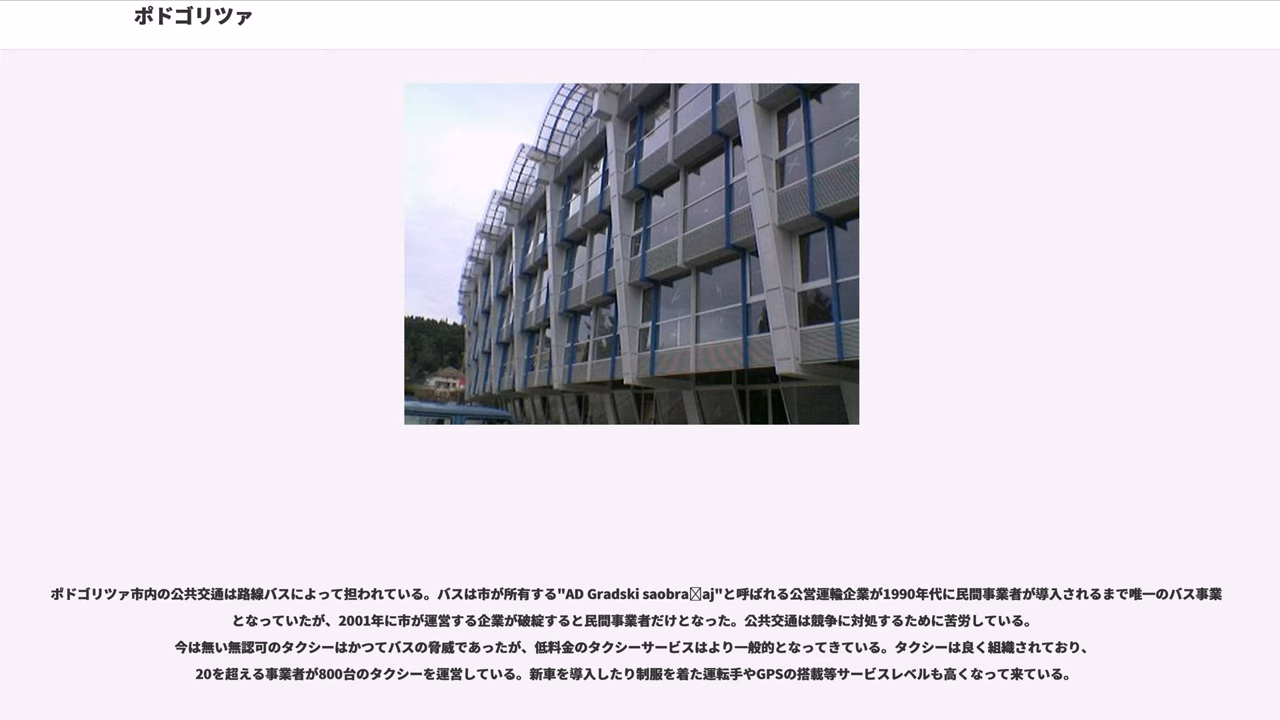 ポドゴリツァ
ポドゴリツァ市内の公共交通は路線バスによって担われている。バスは市が所有する"AD Gradski saobra⍰aj"と呼ばれる公営運輸企業が1990年代に民間事業者が導入されるまで唯一のバス事業
となっていたが、2001年に市が運営する企業が破綻すると民間事業者だけとなった。公共交通は競争に対処するために苦労している。
今は無い無認可のタクシーはかつてバスの脅威であったが、低料金のタクシーサービスはより一般的となってきている。タクシーは良く組織されており、
20を超える事業者が800台のタクシーを運営している。新車を導入したり制服を着た運転手やGPSの搭載等サービスレベルも高くなって来ている。